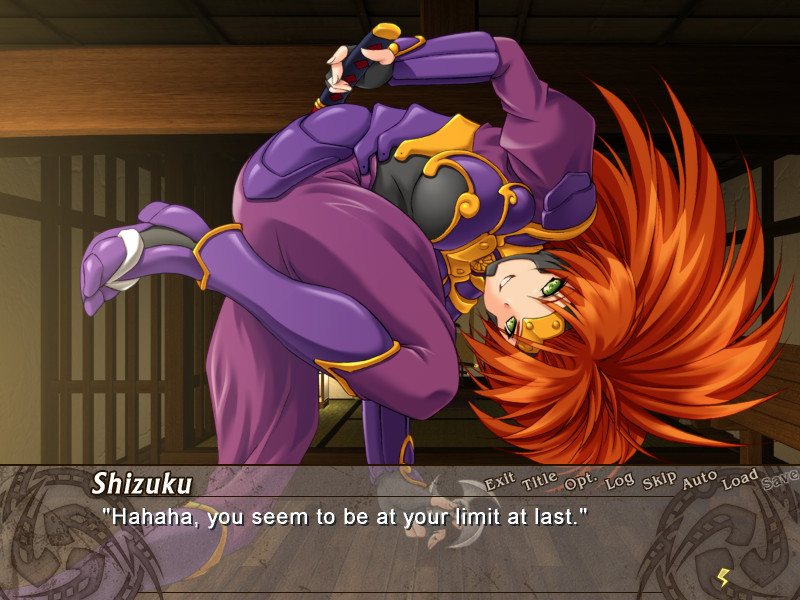 Shizuku
Exit Title Opt. Log Skip Auto Load Save
"Hahaha, you seem to be at your limit at last."